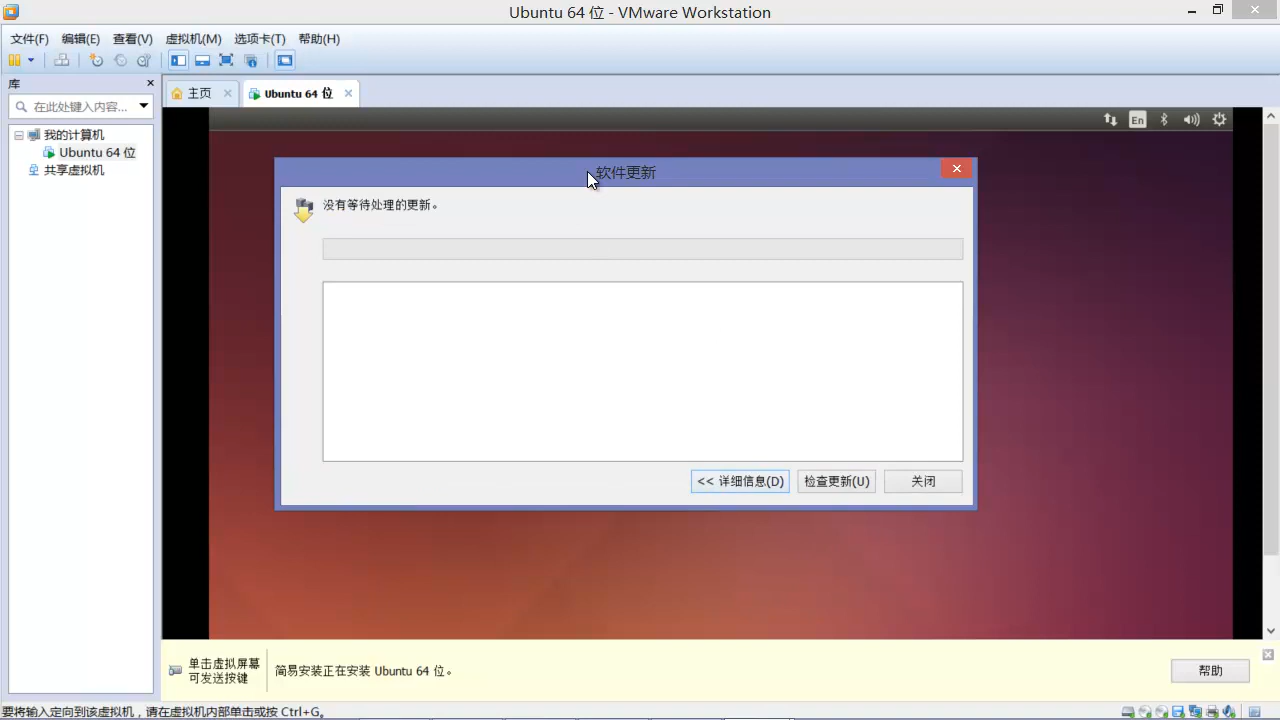 Ubuntu 64 位 - VMware Workstation
文件(F) 编辑(E) 查看(V) 虚拟机(M) 选项卡(T) 帮助(H)
库
主页
Ubuntu 64 位
在此处键入内容...
En
我的计算机
Ubuntu 64 位
共享虚拟机
软件更新
没有等待处理的更新。
<< 详细信息(D)
检查更新(U)
关闭
单击虚拟屏幕
可发送按键
简易安装正在安装 Ubuntu 64 位。
帮助
要将输入定向到该虚拟机，请在虚拟机内部单击或按 Ctrl+G。